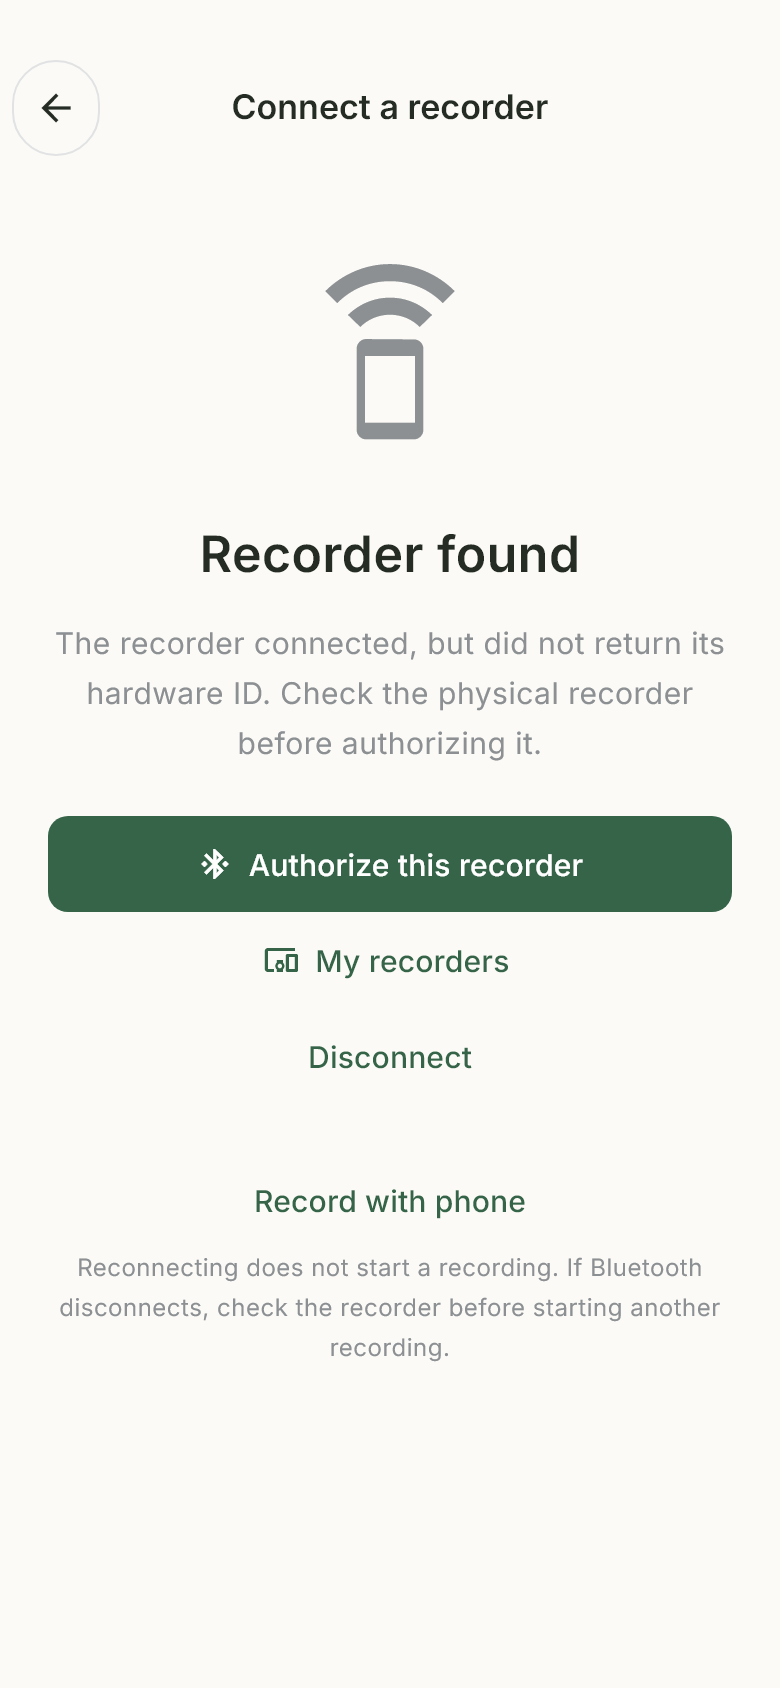 Connect a recorder
Recorder found
The recorder connected, but did not return its
hardware ID. Check the physical recorder
before authorizing it.
Authorize this recorder
My recorders
Disconnect
Record with phone
Reconnecting does not start a recording. If Bluetooth
disconnects, check the recorder before starting another
recording.